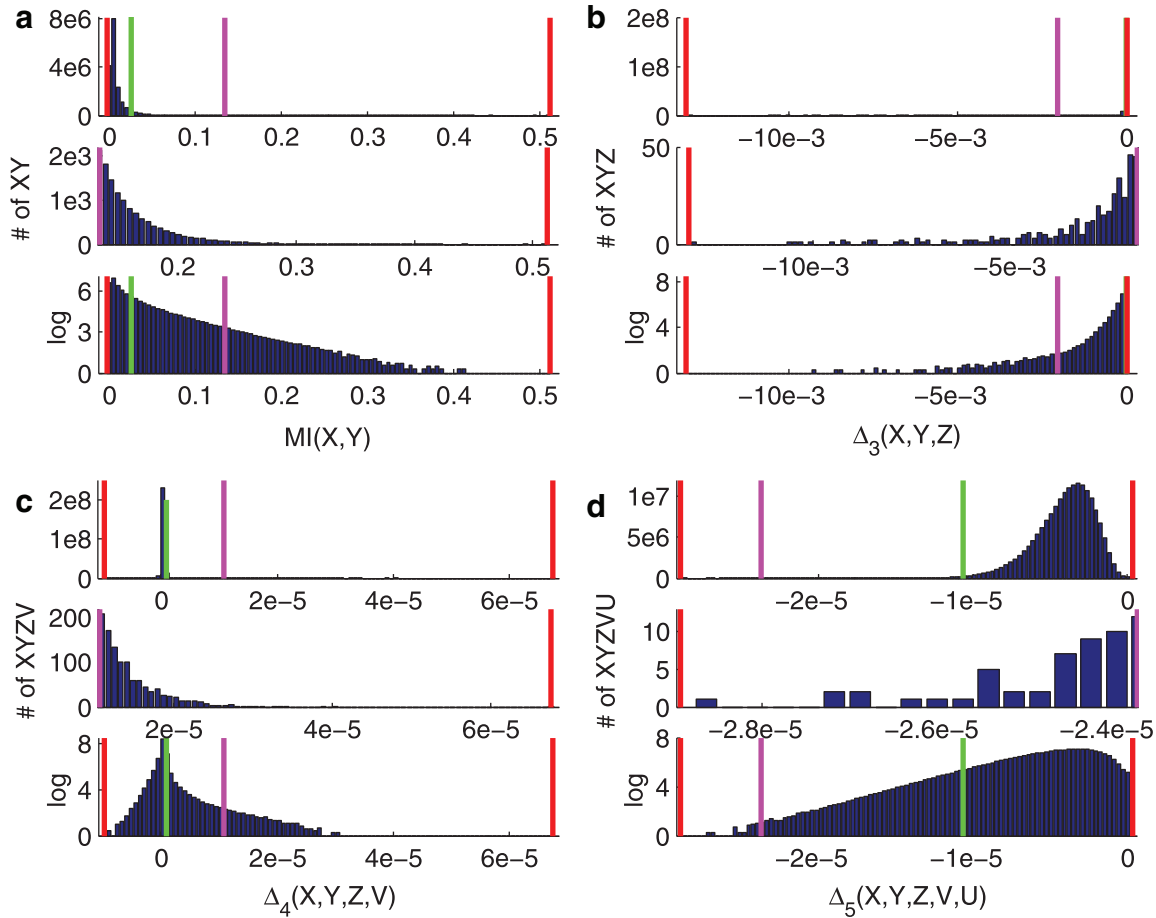 a
8e6
4e6
0
0 0.1 0.2 0.3 0.4 0.5
# of XY
2e3
1e3
0
0.2 0.3 0.4 0.5
log
6
3
0
0 0.1 0.2 0.3 0.4 0.5
MI(X,Y)
b
2e8
1e8
0
−10e−3 −5e−3 0
# of XYZ
50
0
−10e−3 −5e−3
log
8
4
0
−10e−3 −5e−3 0
Δ3(X,Y,Z)
c
2e8
1e8
0
0 2e−5 4e−5 6e−5
# of XYZV
200
100
0
2e−5 4e−5 6e−5
log
8
4
0
0 2e−5 4e−5 6e−5
Δ4(X,Y,Z,V)
d
1e7
5e6
0
−2e−5 −1e−5 0
# of XYZVU
10
5
0
−2.8e−5 −2.6e−5 −2.4e−5
log
8
4
0
−2e−5 −1e−5 0
Δ5(X,Y,Z,V,U)